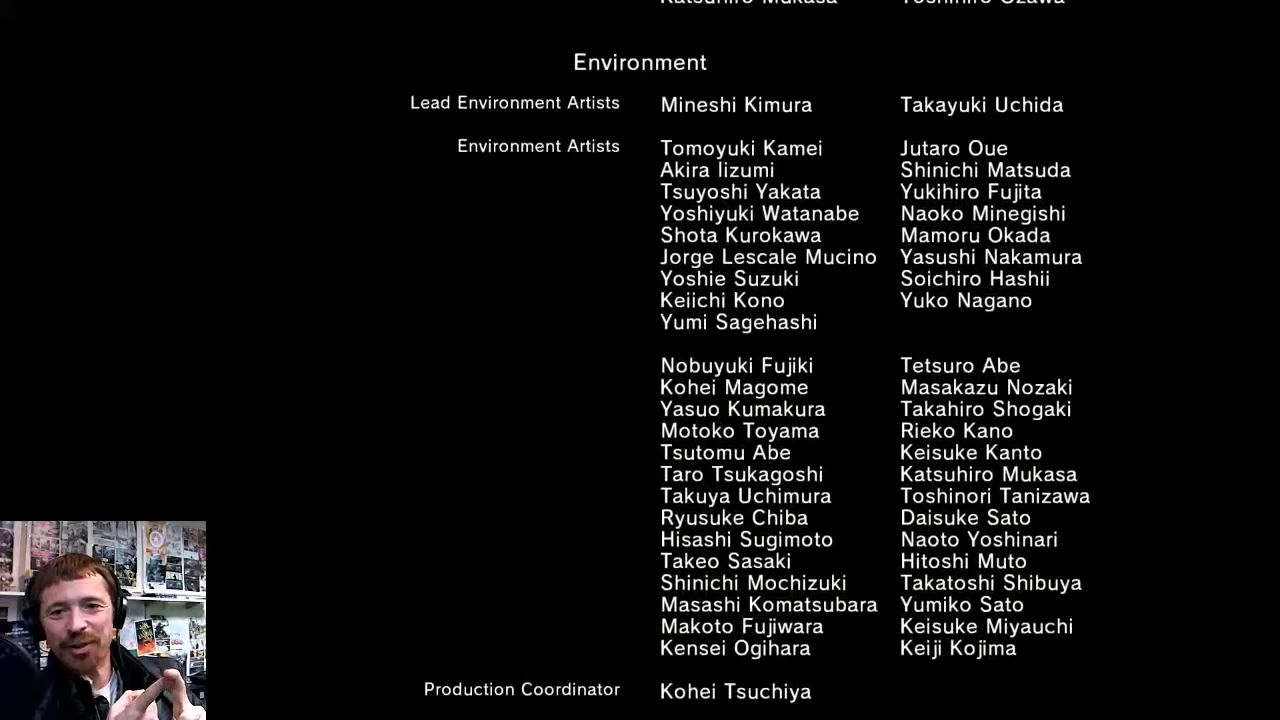 Katsuhiro Mukasa Yoshihiro Ozawa
Environment
Lead Environment Artists Mineshi Kimura Takayuki Uchida
Environment Artists Tomoyuki Kamei Jutaro Oue
Akira Iizumi Shinichi Matsuda
Tsuyoshi Yakata Yukihiro Fujita
Yoshiyuki Watanabe Naoko Minegishi
Shota Kurokawa Mamoru Okada
Jorge Lescale Mucino Yasushi Nakamura
Yoshie Suzuki Soichiro Hashii
Keiichi Kono Yuko Nagano
Yumi Sagehashi
Nobuyuki Fujiki Tetsuro Abe
Kohei Magome Masakazu Nozaki
Yasuo Kumakura Takahiro Shogaki
Motoko Toyama Rieko Kano
Tsutomu Abe Keisuke Kanto
Taro Tsukagoshi Katsuhiro Mukasa
Takuya Uchimura Toshinori Tanizawa
Ryusuke Chiba Daisuke Sato
Hisashi Sugimoto Naoto Yoshinari
Takeo Sasaki Hitoshi Muto
Shinichi Mochizuki Takatoshi Shibuya
Masashi Komatsubara Yumiko Sato
Makoto Fujiwara Keisuke Miyauchi
Kensei Ogihara Keiji Kojima
Production Coordinator Kohei Tsuchiya